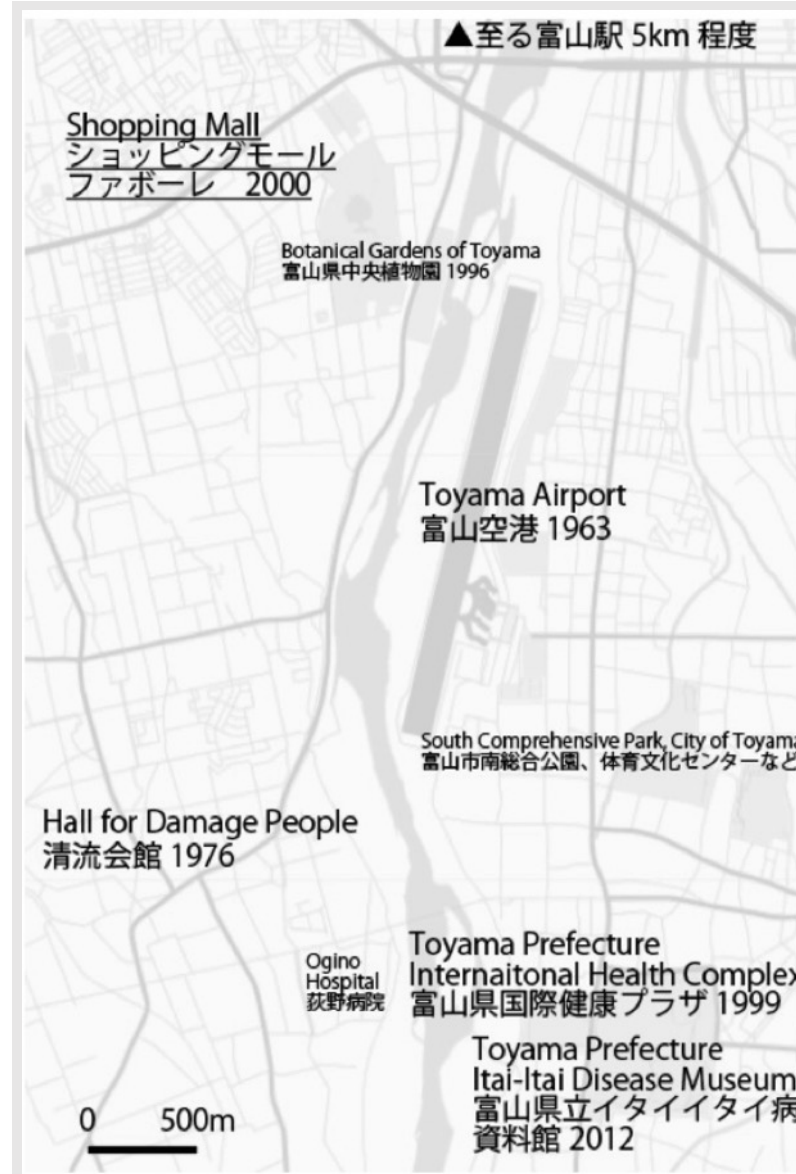 ▲至る富山駅 5km 程度
Shopping Mall
ショッピングモール
ファボーレ　2000
Botanical Gardens of Toyama
富山県中央植物園 1996
Toyama Airport
富山空港 1963
South Comprehensive Park, City of Toyama
富山市南総合公園、体育文化センターなど
Hall for Damage People
清流会館 1976
Ogino
Hospital
荻野病院
Toyama Prefecture
Internaitonal Health Complex
富山県国際健康プラザ 1999
Toyama Prefecture
Itai-Itai Disease Museum
富山県立イタイイタイ病
資料館 2012
0 500m